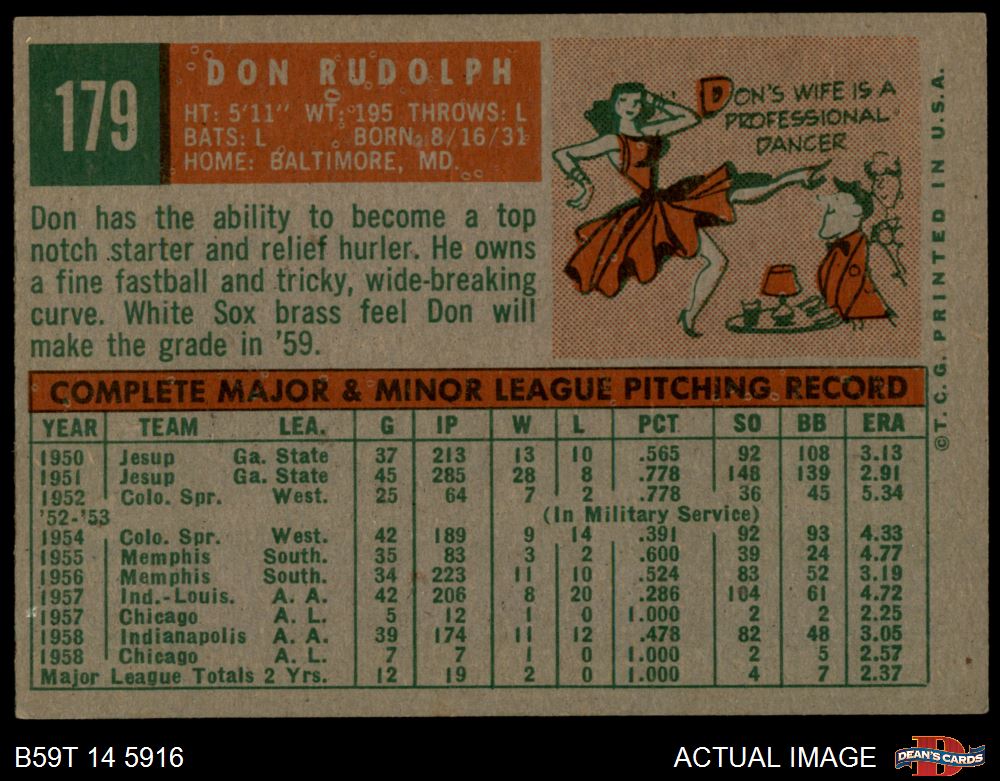 179
DON RUDOLPH
HT: 5'11" WT: 195 THROWS: L
BATS: L BORN: 8/16/31
HOME: BALTIMORE, MD.
DON'S WIFE IS A
PROFESSIONAL
DANCER
Don has the ability to become a top
notch starter and relief hurler. He owns
a fine fastball and tricky, wide-breaking
curve. White Sox brass feel Don will
make the grade in '59.
©T. C. G. PRINTED IN U.S.A.
COMPLETE MAJOR & MINOR LEAGUE PITCHING RECORD
YEAR TEAM LEA. G IP W L PCT. SO BB ERA
1950 Jesup Ga. State 37 213 13 10 .565 92 108 3.13
1951 Jesup Ga. State 45 285 28 8 .778 148 139 2.91
1952 Colo. Spr. West. 25 64 7 2 .778 36 45 5.34
'52-'53 (In Military Service)
1954 Colo. Spr. West. 42 189 9 14 .391 92 93 4.33
1955 Memphis South. 35 83 3 2 .600 39 24 4.77
1956 Memphis South. 34 223 11 10 .524 83 52 3.19
1957 Ind.-Louis. A. A. 42 206 8 20 .286 104 61 4.72
1957 Chicago A. L. 5 12 1 0 1.000 2 2 2.25
1958 Indianapolis A. A. 39 174 11 12 .478 82 48 3.05
1958 Chicago A. L. 7 7 1 0 1.000 2 5 2.57
Major League Totals 2 Yrs. 12 19 2 0 1.000 4 7 2.37
B59T 14 5916
ACTUAL IMAGE
D
DEAN'S CARDS